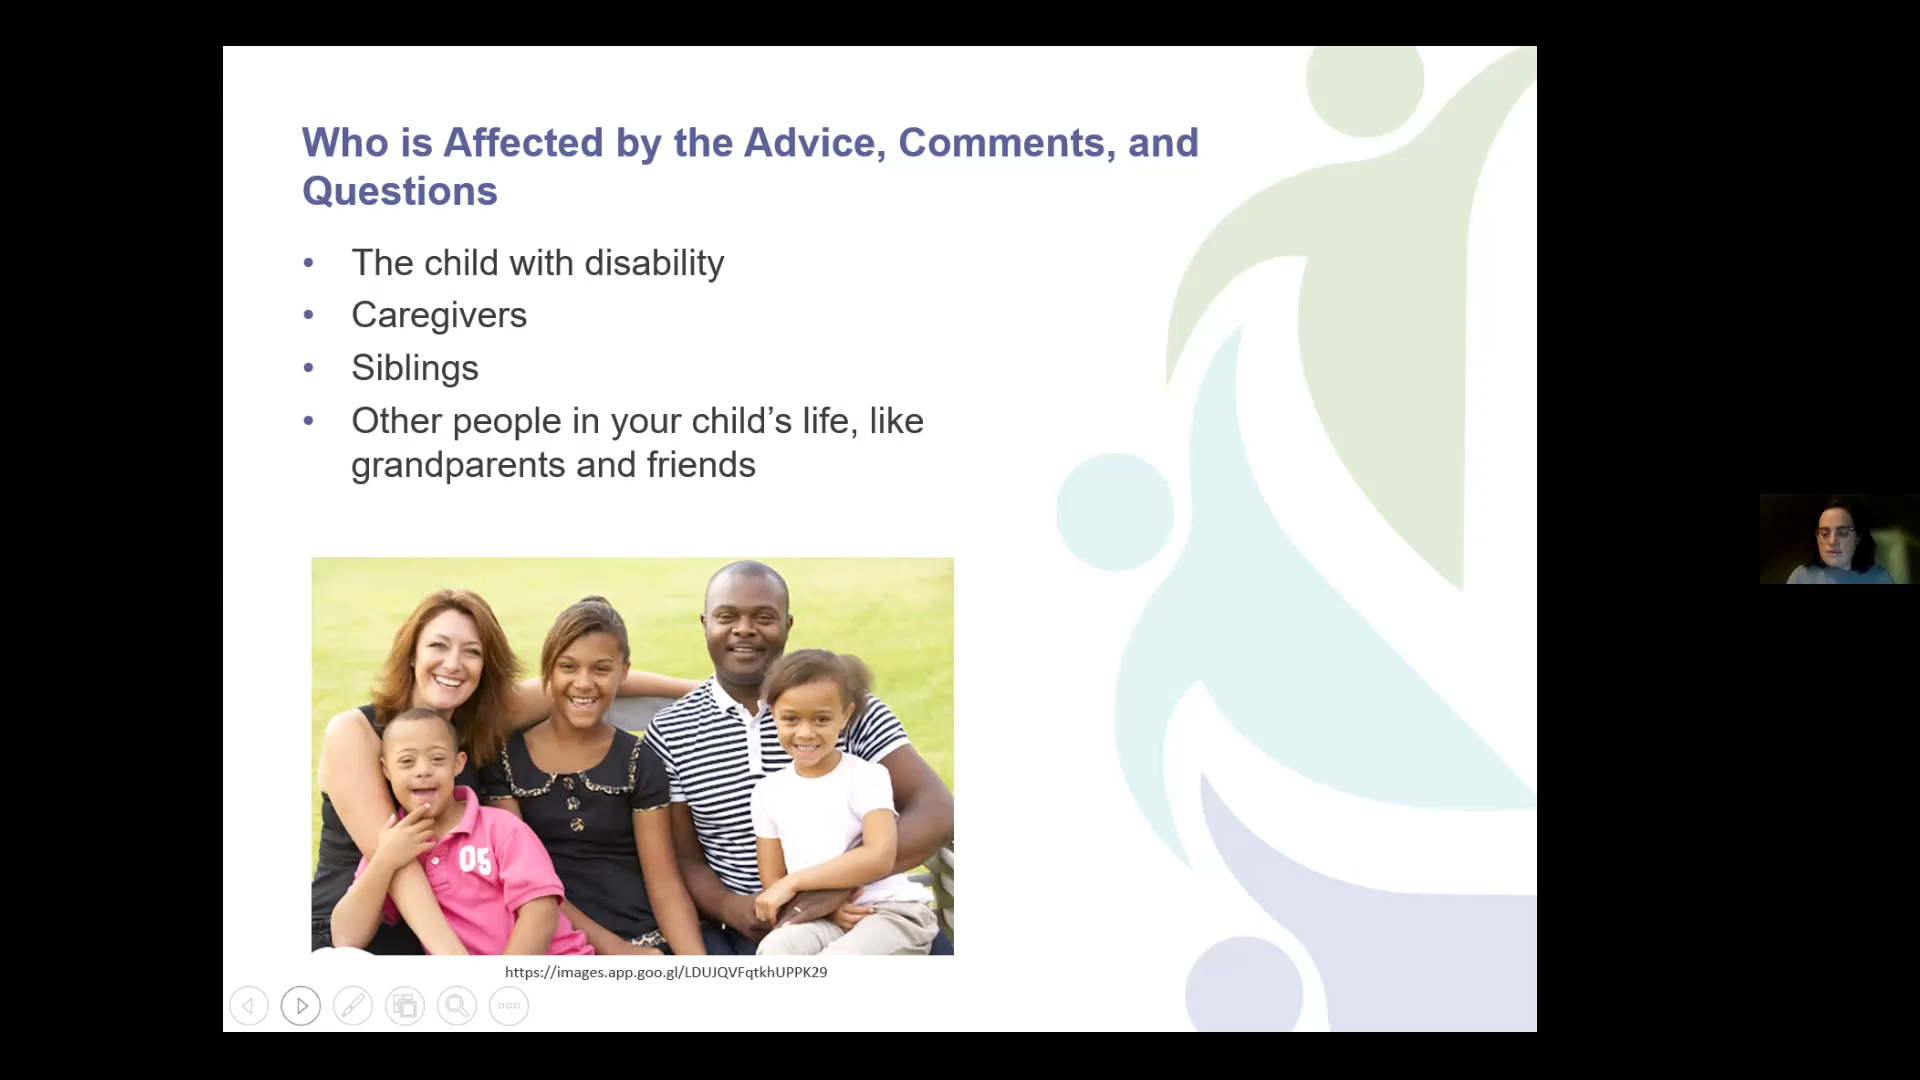 Who is Affected by the Advice, Comments, and
Questions
• The child with disability
• Caregivers
• Siblings
• Other people in your child’s life, like
grandparents and friends
05
https://images.app.goo.gl/LDUJQVFqtkhUPPK29